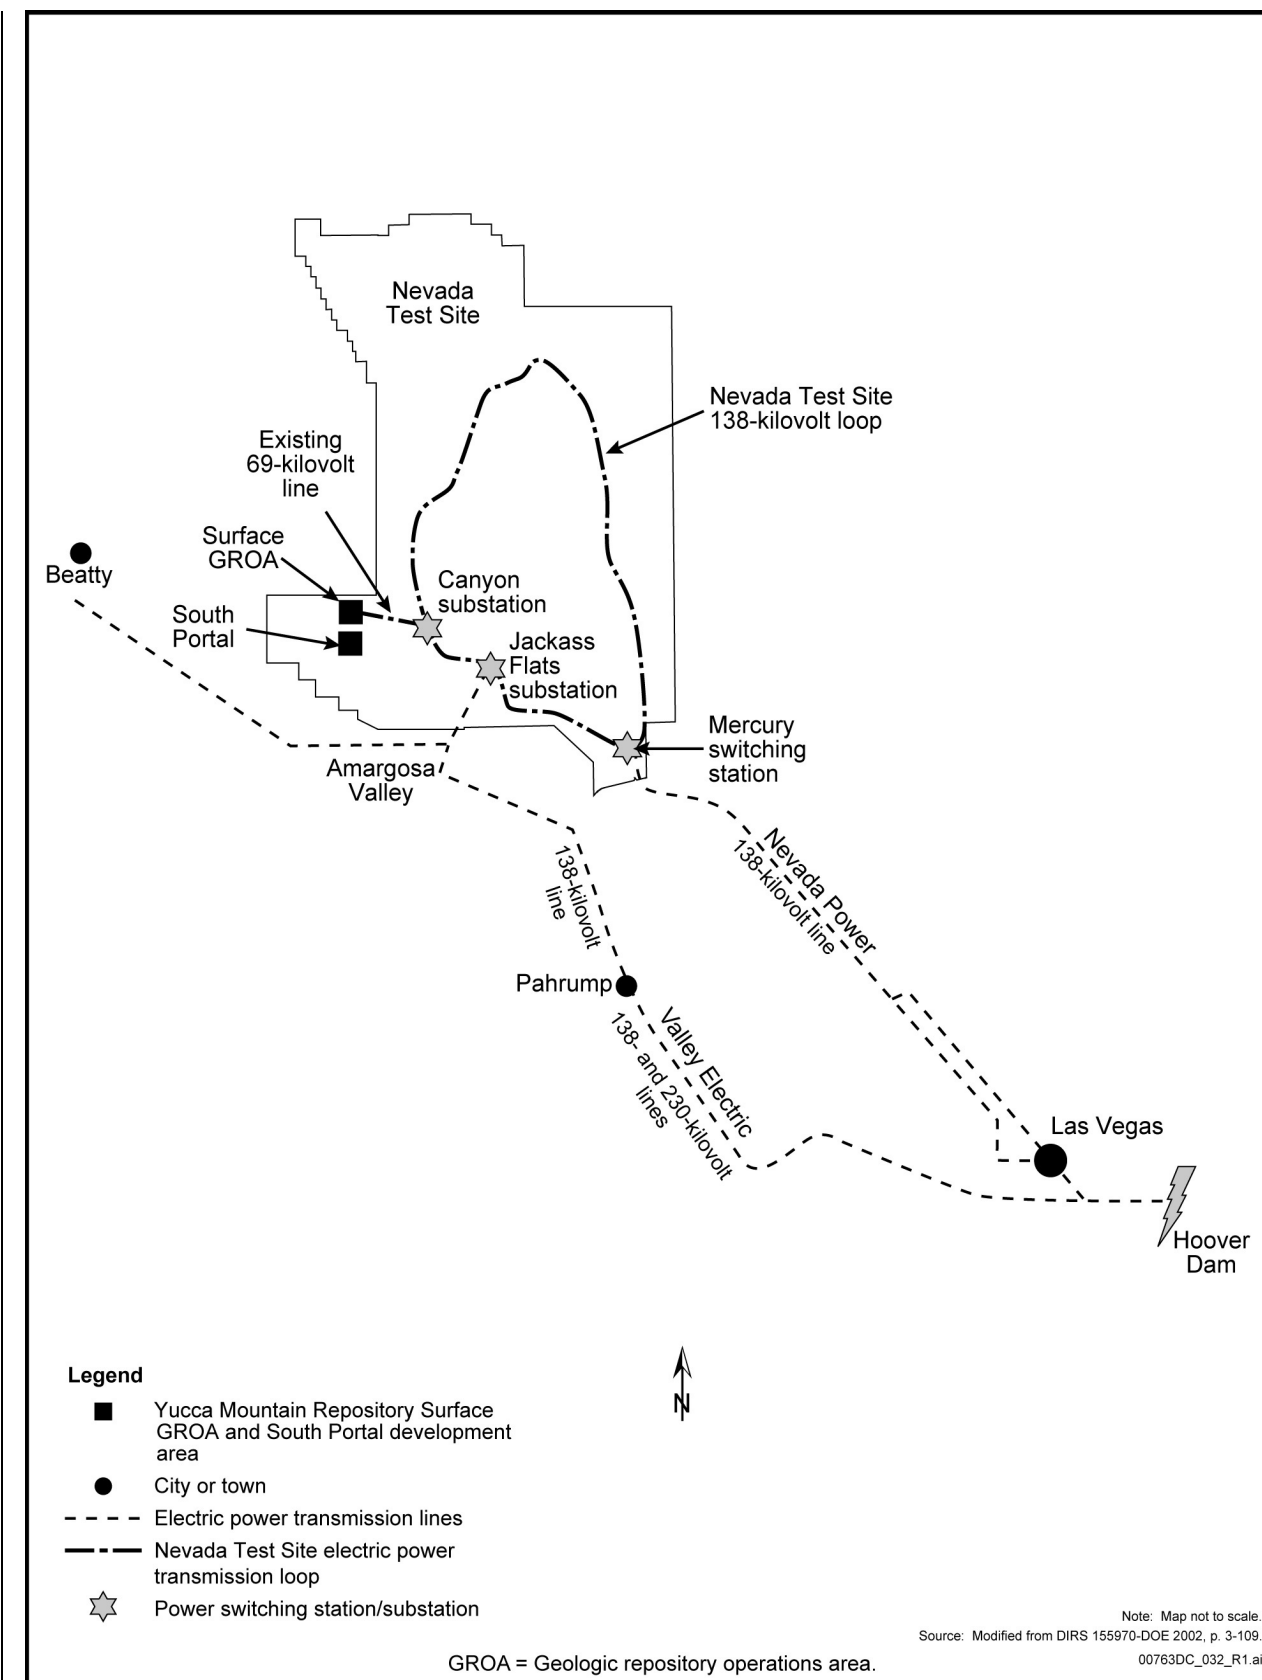 Nevada
Test Site
Nevada Test Site
138-kilovolt loop
Existing
69-kilovolt
line
Surface
GROA
Beatty
Canyon
substation
South
Portal
Jackass
Flats
substation
Mercury
switching
station
Amargosa
Valley
Nevada Power
138-kilovolt line
138-kilovolt
line
Pahrump
Valley Electric
138- and 230-kilovolt
lines
Las Vegas
Hoover
Dam
N
Legend
Yucca Mountain Repository Surface
GROA and South Portal development
area
City or town
Electric power transmission lines
Nevada Test Site electric power
transmission loop
Power switching station/substation
Note: Map not to scale.
Source: Modified from DIRS 155970-DOE 2002, p. 3-109.
00763DC_032_R1.ai
GROA = Geologic repository operations area.